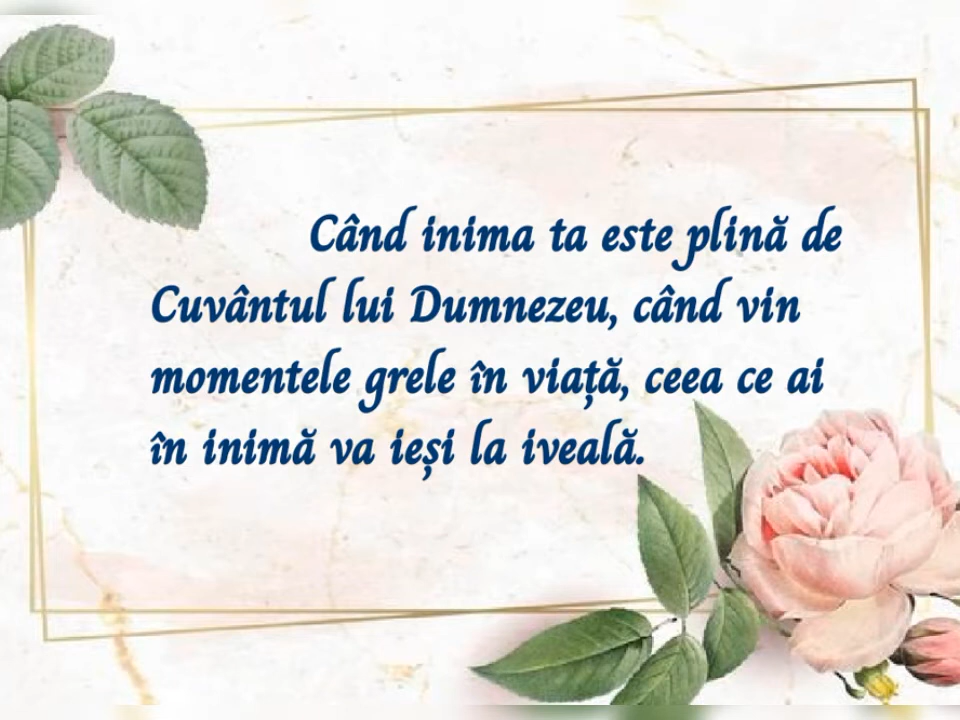 Când inima ta este plină de
Cuvântul lui Dumnezeu, când vin
momentele grele în viață, ceea ce ai
în inimă va ieși la iveală.